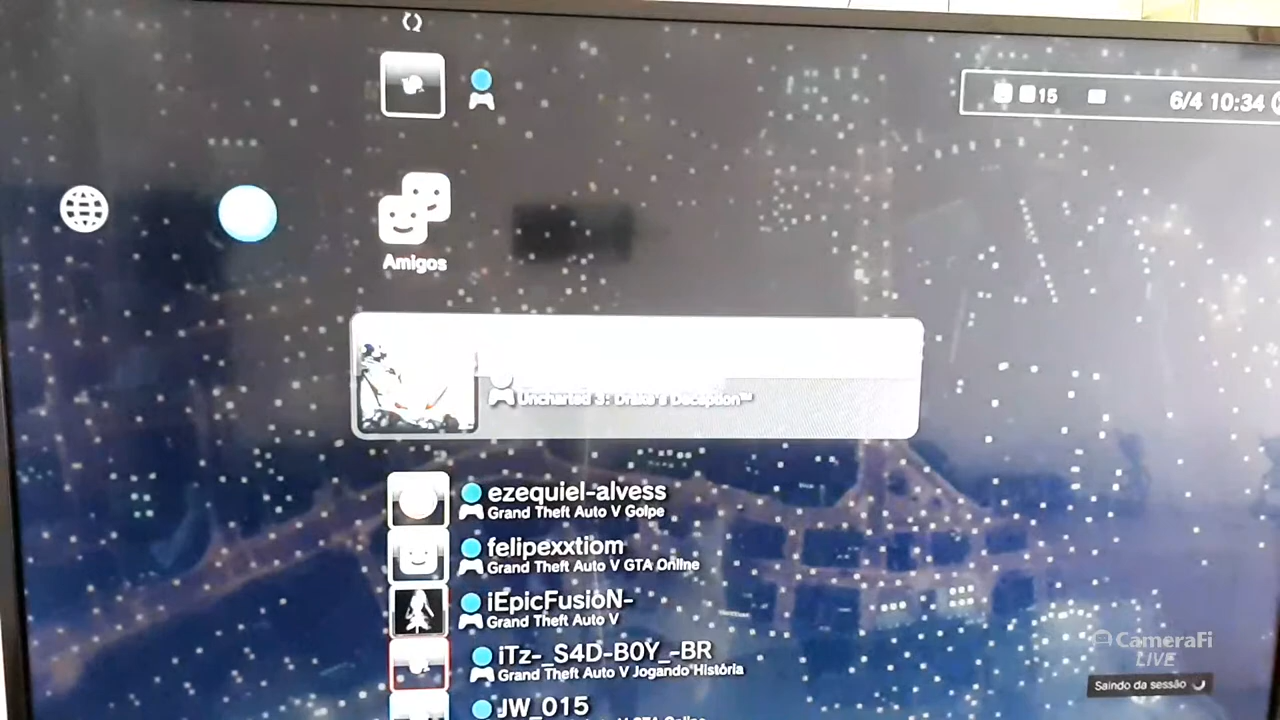 15
6/4 10:34
Amigos
Uncharted 3: Drake's Deception™
ezequiel-alvess
Grand Theft Auto V Golpe
felipexxtiom
Grand Theft Auto V GTA Online
iEpicFusioN-
Grand Theft Auto V
iTz-_S4D-B0Y_-BR
Grand Theft Auto V Jogando História
JW_015
CameraFi
LIVE
Saindo da sessão